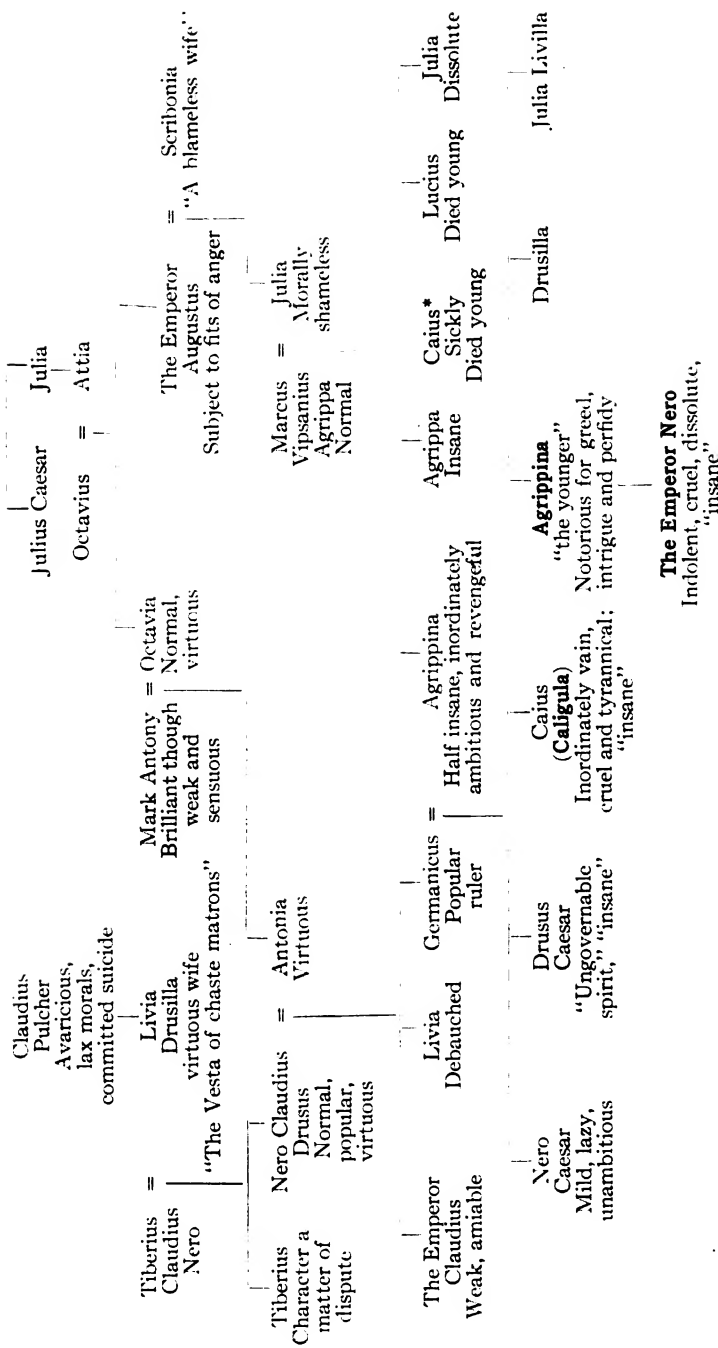 Julius Caesar
Julia
Octavius
=
Attia
Claudius
Pulcher
Avaricious,
lax morals,
committed suicide
Tiberius
Claudius
Nero
=
Livia
Drusilla
virtuous wife
"The Vesta of chaste matrons"
Mark Antony
Brilliant though
weak and
sensuous
=
Octavia
Normal,
virtuous
The Emperor
Augustus
Subject to fits of anger
=
Scribonia
"A blameless wife"
Tiberius
Character a
matter of
dispute
Nero Claudius
Drusus
Normal,
popular,
virtuous
=
Antonia
Virtuous
Marcus
Vipsanius
Agrippa
Normal
=
Julia
Morally
shameless
The Emperor
Claudius
Weak, amiable
Livia
Debauched
Germanicus
Popular
ruler
=
Agrippina
Half insane, inordinately
ambitious and revengeful
Agrippa
Insane
Caius*
Sickly
Died young
Lucius
Died young
Julia
Dissolute
Nero
Caesar
Mild, lazy,
unambitious
Drusus
Caesar
"Ungovernable
spirit," "insane"
Caius
(Caligula)
Inordinately vain,
cruel and tyrannical:
"insane"
Agrippina
"the younger"
Notorious for greed,
intrigue and perfidy
Drusilla
Julia Livilla
The Emperor Nero
Indolent, cruel, dissolute,
"insane"